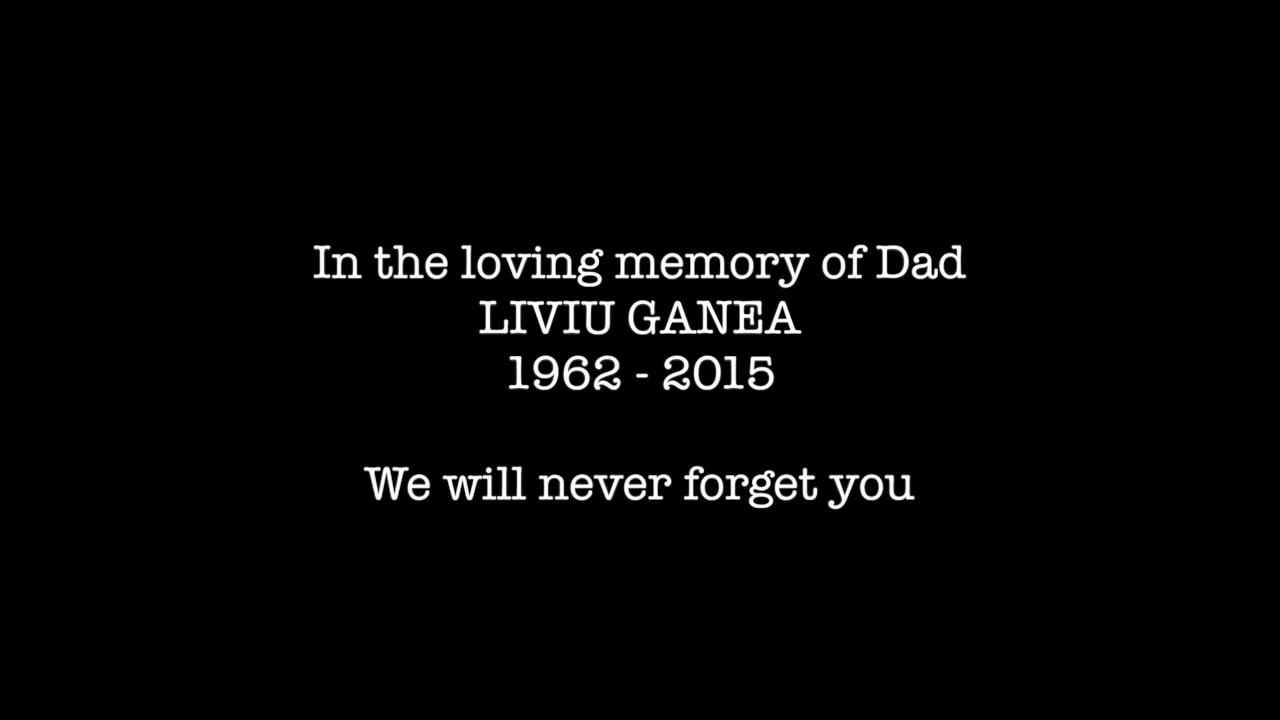 In the loving memory of Dad
LIVIU GANEA
1962 - 2015
We will never forget you